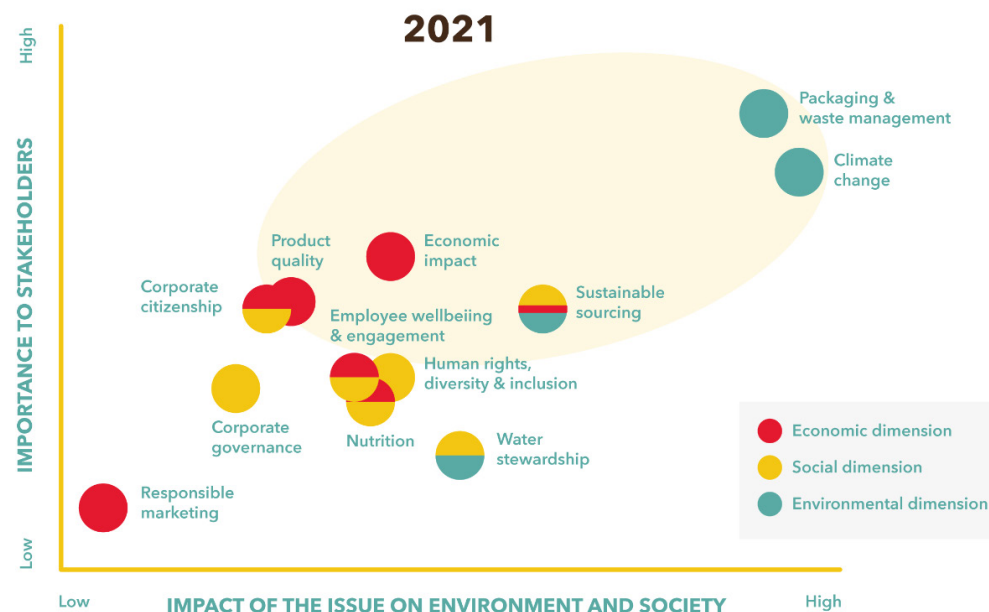 2021
High
IMPORTANCE TO STAKEHOLDERS
Low
Packaging &
waste management
Climate
change
Product
quality
Economic
impact
Corporate
citizenship
Sustainable
sourcing
Employee wellbeiing
& engagement
Human rights,
diversity & inclusion
Corporate
governance
Nutrition
Water
stewardship
Responsible
marketing
Economic dimension
Social dimension
Environmental dimension
Low
IMPACT OF THE ISSUE ON ENVIRONMENT AND SOCIETY
High